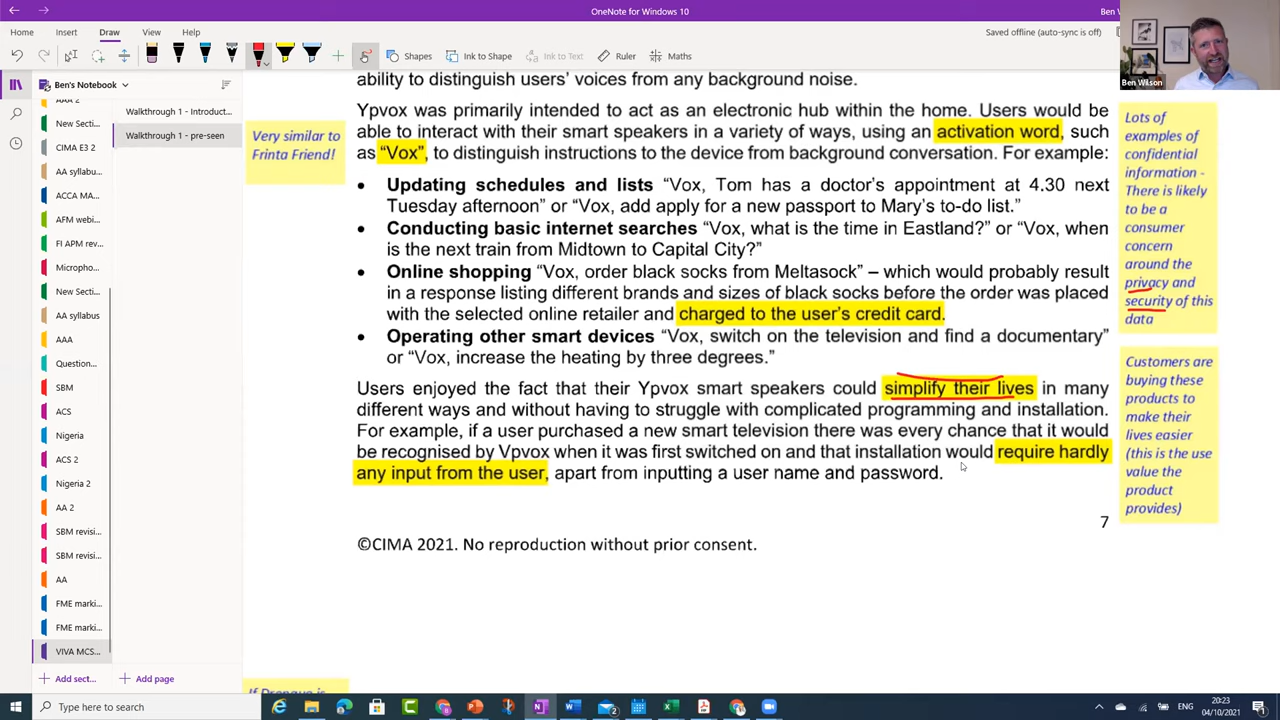 OneNote for Windows 10
Ben W
Home Insert Draw View Help
Saved offline (auto-sync is off)
Shapes
Ink to Shape
Ink to Text
Ruler
Maths
Ben Wilson
Ben's Notebook
AAA 2
New Secti...
CIMA E3 2
AA syllabu...
ACCA MA...
AFM webi...
FI APM rev...
Micropho...
New Secti...
AA syllabus
AAA
Question...
SBM
ACS
Nigeria
ACS 2
Nigeria 2
AA 2
SBM revisi...
SBM revisi...
AA
FME marki...
FME marki...
VIVA MCS...
Add sect...
Walkthrough 1 - Introduct...
Walkthrough 1 - pre-seen
Add page
Very similar to
Frinta Friend!
ability to distinguish users' voices from any background noise.
Ypvox was primarily intended to act as an electronic hub within the home. Users would be
able to interact with their smart speakers in a variety of ways, using an activation word, such
as "Vox", to distinguish instructions to the device from background conversation. For example:
• Updating schedules and lists "Vox, Tom has a doctor's appointment at 4.30 next
Tuesday afternoon" or "Vox, add apply for a new passport to Mary's to-do list."
• Conducting basic internet searches "Vox, what is the time in Eastland?" or "Vox, when
is the next train from Midtown to Capital City?"
• Online shopping "Vox, order black socks from Meltasock" – which would probably result
in a response listing different brands and sizes of black socks before the order was placed
with the selected online retailer and charged to the user's credit card.
• Operating other smart devices "Vox, switch on the television and find a documentary"
or "Vox, increase the heating by three degrees."
Users enjoyed the fact that their Ypvox smart speakers could simplify their lives in many
different ways and without having to struggle with complicated programming and installation.
For example, if a user purchased a new smart television there was every chance that it would
be recognised by Vpvox when it was first switched on and that installation would require hardly
any input from the user, apart from inputting a user name and password.
7
©CIMA 2021. No reproduction without prior consent.
Lots of
examples of
confidential
information -
There is likely
to be a
consumer
concern
around the
privacy and
security of this
data
Customers are
buying these
products to
make their
lives easier
(this is the use
value the
product
provides)
Type here to search
20:23
04/10/2021